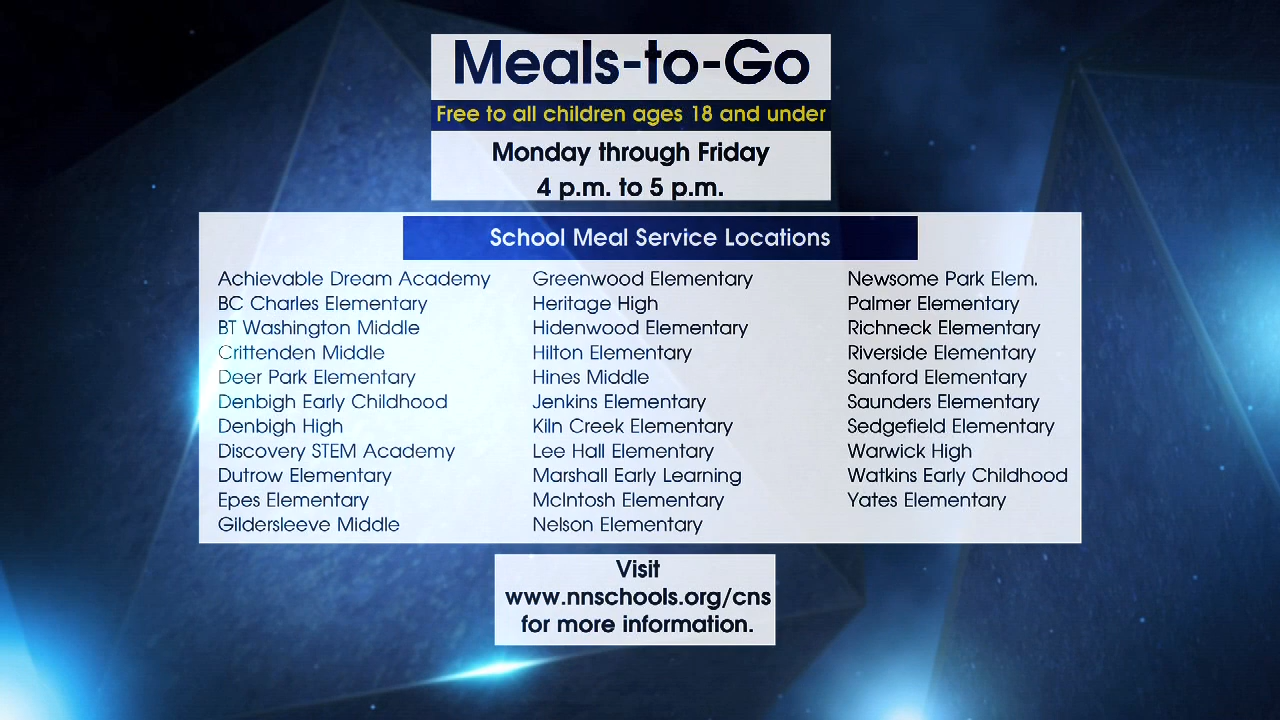 Meals-to-Go
Free to all children ages 18 and under
Monday through Friday
4 p.m. to 5 p.m.
School Meal Service Locations
Achievable Dream Academy
BC Charles Elementary
BT Washington Middle
Crittenden Middle
Deer Park Elementary
Denbigh Early Childhood
Denbigh High
Discovery STEM Academy
Dutrow Elementary
Epes Elementary
Gildersleeve Middle
Greenwood Elementary
Heritage High
Hidenwood Elementary
Hilton Elementary
Hines Middle
Jenkins Elementary
Kiln Creek Elementary
Lee Hall Elementary
Marshall Early Learning
McIntosh Elementary
Nelson Elementary
Newsome Park Elem.
Palmer Elementary
Richneck Elementary
Riverside Elementary
Sanford Elementary
Saunders Elementary
Sedgefield Elementary
Warwick High
Watkins Early Childhood
Yates Elementary
Visit
www.nnschools.org/cns
for more information.